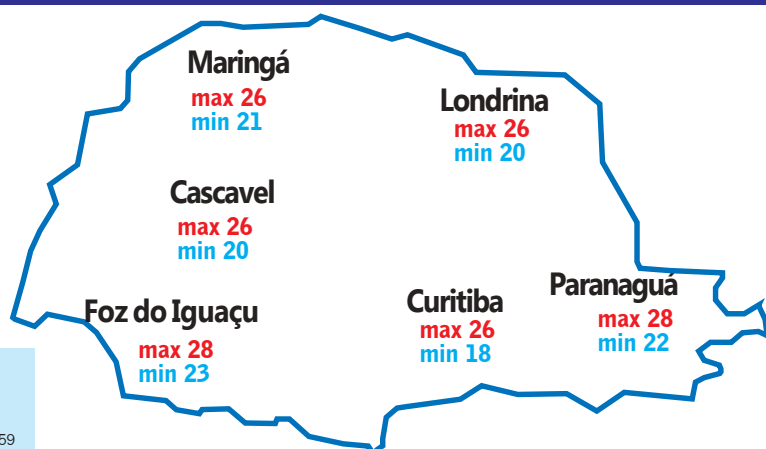 Maringá
max 26
min 21
Londrina
max 26
min 20
Cascavel
max 26
min 20
Foz do Iguaçu
max 28
min 23
Curitiba
max 26
min 18
Paranaguá
max 28
min 22
59